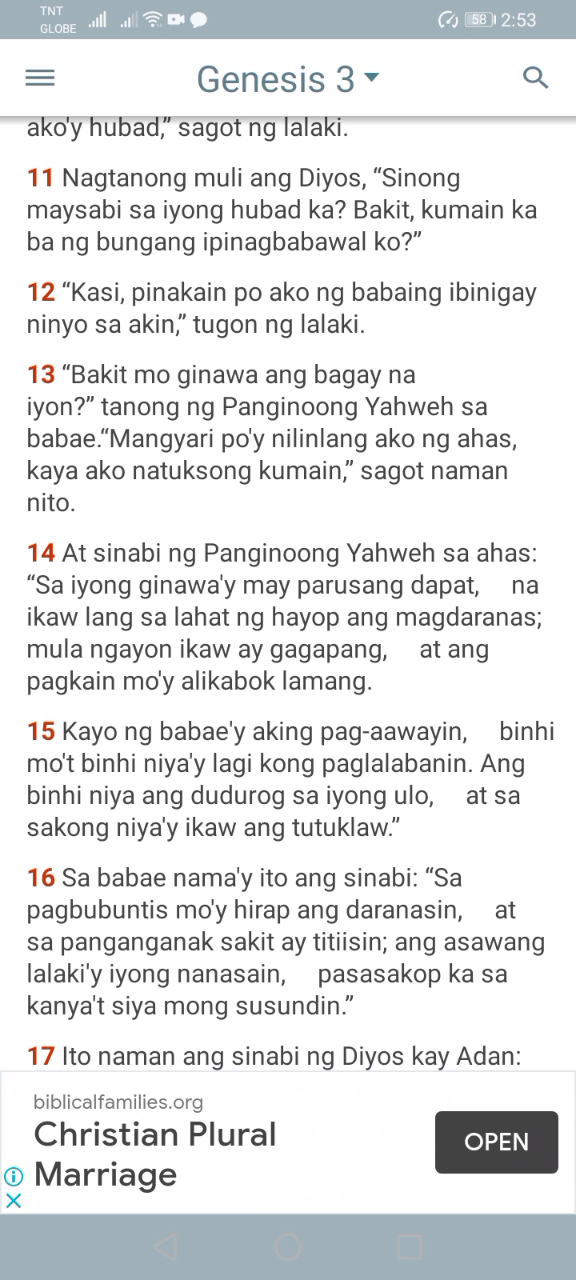 TNT
GLOBE
58 2:53
Genesis 3
ako'y hubad,” sagot ng lalaki.
11 Nagtanong muli ang Diyos, “Sinong
maysabi sa iyong hubad ka? Bakit, kumain ka
ba ng bungang ipinagbabawal ko?”
12 “Kasi, pinakain po ako ng babaing ibinigay
ninyo sa akin,” tugon ng lalaki.
13 “Bakit mo ginawa ang bagay na
iyon?” tanong ng Panginoong Yahweh sa
babae.“Mangyari po'y nilinlang ako ng ahas,
kaya ako natuksong kumain,” sagot naman
nito.
14 At sinabi ng Panginoong Yahweh sa ahas:
“Sa iyong ginawa'y may parusang dapat, na
ikaw lang sa lahat ng hayop ang magdaranas;
mula ngayon ikaw ay gagapang, at ang
pagkain mo'y alikabok lamang.
15 Kayo ng babae'y aking pag-aawayin, binhi
mo't binhi niya'y lagi kong paglalabanin. Ang
binhi niya ang dudurog sa iyong ulo, at sa
sakong niya'y ikaw ang tutuklaw.”
16 Sa babae nama'y ito ang sinabi: “Sa
pagbubuntis mo'y hirap ang daranasin, at
sa panganganak sakit ay titiisin; ang asawang
lalaki'y iyong nanasain, pasasakop ka sa
kanya't siya mong susundin.”
17 Ito naman ang sinabi ng Diyos kay Adan:
biblicalfamilies.org
Christian Plural
Marriage
OPEN